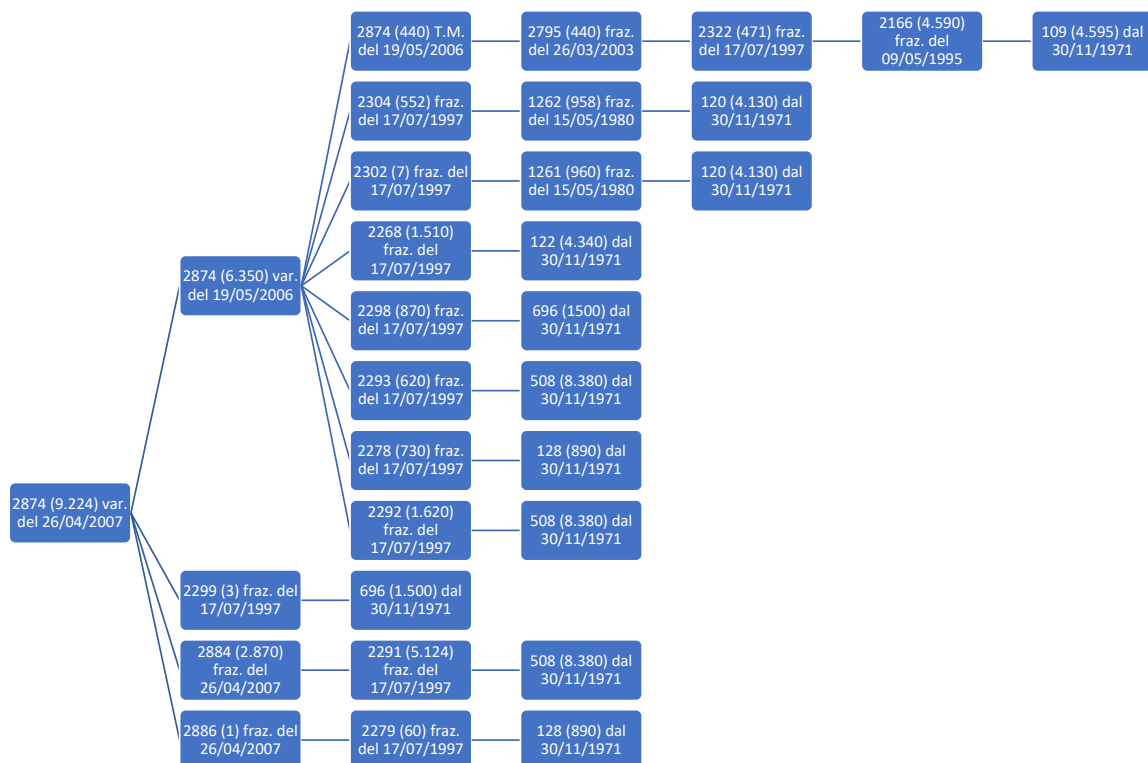 2874 (440) T.M.
del 19/05/2006
2795 (440) fraz.
del 26/03/2003
2322 (471) fraz.
del 17/07/1997
2166 (4.590)
fraz. del
09/05/1995
109 (4.595) dal
30/11/1971
2304 (552) fraz.
del 17/07/1997
1262 (958) fraz.
del 15/05/1980
120 (4.130) dal
30/11/1971
2302 (7) fraz. del
17/07/1997
1261 (960) fraz.
del 15/05/1980
120 (4.130) dal
30/11/1971
2268 (1.510)
fraz. del
17/07/1997
122 (4.340) dal
30/11/1971
2874 (6.350) var.
del 19/05/2006
2298 (870) fraz.
del 17/07/1997
696 (1500) dal
30/11/1971
2293 (620) fraz.
del 17/07/1997
508 (8.380) dal
30/11/1971
2278 (730) fraz.
del 17/07/1997
128 (890) dal
30/11/1971
2874 (9.224) var.
del 26/04/2007
2292 (1.620)
fraz. del
17/07/1997
508 (8.380) dal
30/11/1971
2299 (3) fraz. del
17/07/1997
696 (1.500) dal
30/11/1971
2884 (2.870)
fraz. del
26/04/2007
2291 (5.124)
fraz. del
17/07/1997
508 (8.380) dal
30/11/1971
2886 (1) fraz. del
26/04/2007
2279 (60) fraz.
del 17/07/1997
128 (890) dal
30/11/1971